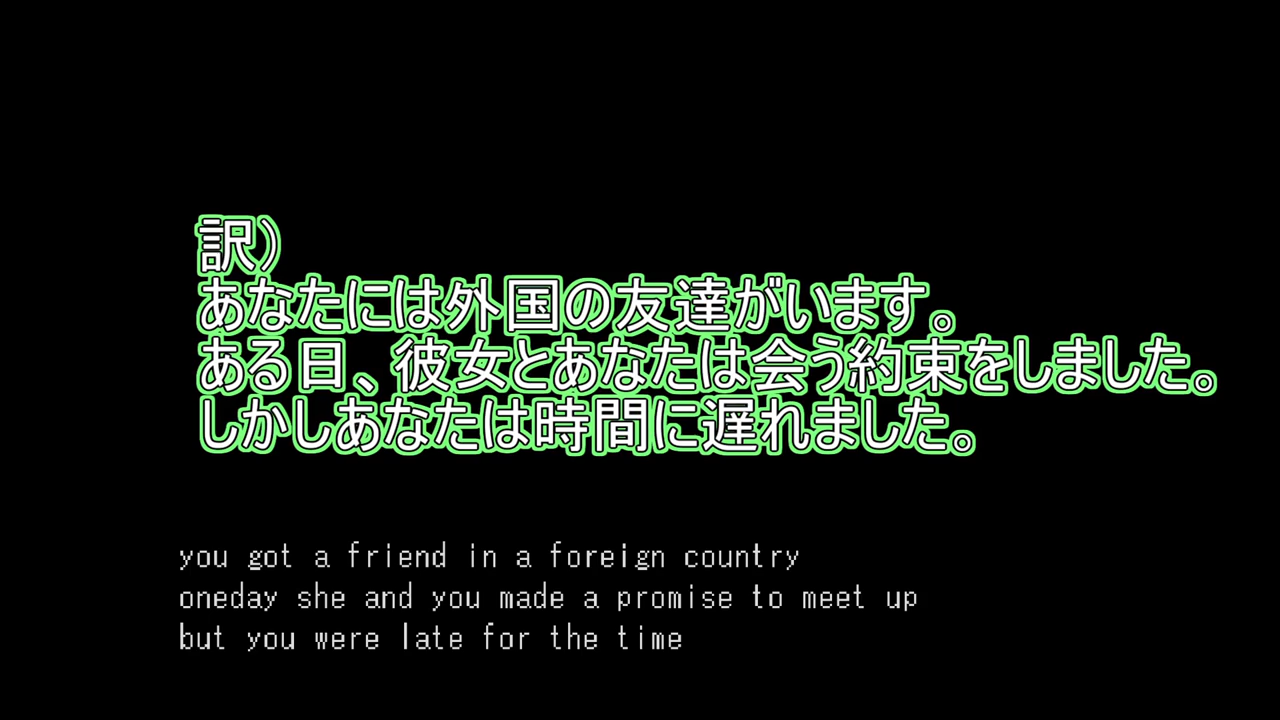 訳）
あなたには外国の友達がいます。
ある日、彼女とあなたは会う約束をしました。
しかしあなたは時間に遅れました。
you got a friend in a foreign country
oneday she and you made a promise to meet up
but you were late for the time